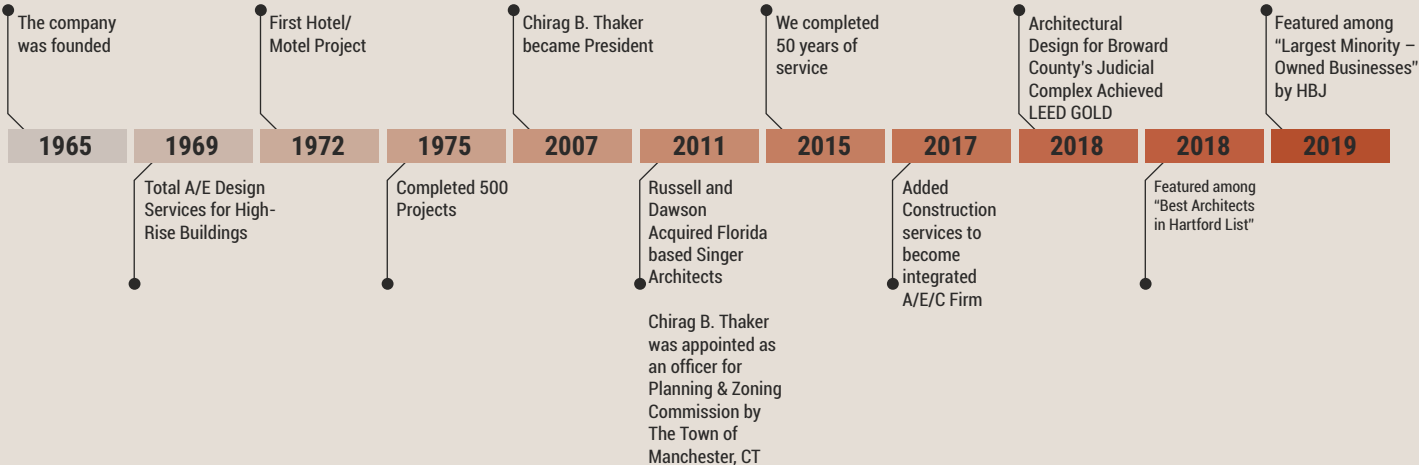 The company
was founded
First Hotel/
Motel Project
Chirag B. Thaker
became President
We completed
50 years of
service
Architectural
Design for Broward
County's Judicial
Complex Achieved
LEED GOLD
Featured among
“Largest Minority –
Owned Businesses”
by HBJ
1965
1969
1972
1975
2007
2011
2015
2017
2018
2018
2019
Total A/E Design
Services for High-
Rise Buildings
Completed 500
Projects
Russell and
Dawson
Acquired Florida
based Singer
Architects
Chirag B. Thaker
was appointed as
an officer for
Planning & Zoning
Commission by
The Town of
Manchester, CT
Added
Construction
services to
become
integrated
A/E/C Firm
Featured among
“Best Architects
in Hartford List”